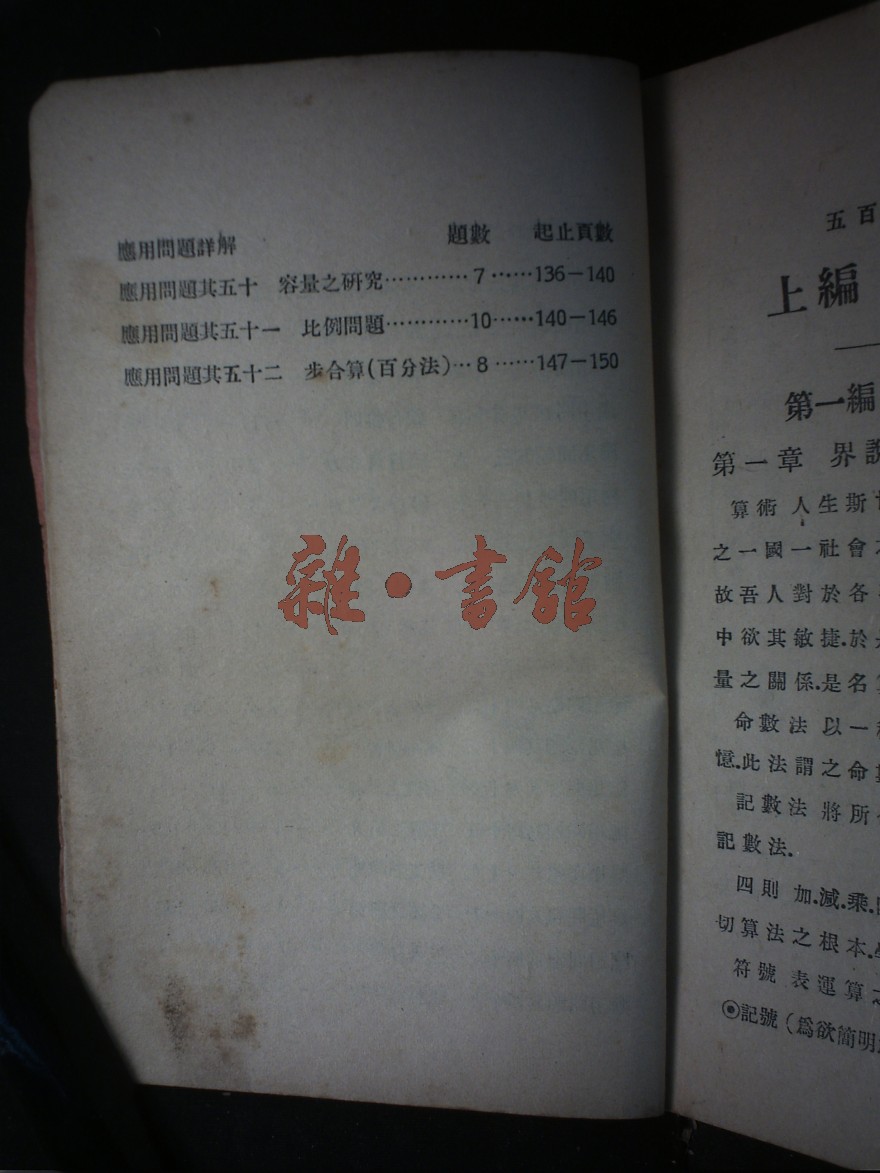 應用問題詳解 題數 起止頁數
應用問題其五十 容量之研究…………7……136－140
應用問題其五十一 比例問題…………10……140－146
應用問題其五十二 步合算(百分法)…8……147－150
雜·書館
五百
上編
第一編
第一章 界說
算術 人生斯世
之一國一社會
故吾人對於各
中欲其敏捷.於
量之關係.是名
命數法 以一
憶.此法謂之命數
記數法 將所
記數法.
四則 加.減.乘.
切算法之根本.
符號 表運算之
◉記號(爲欲簡明